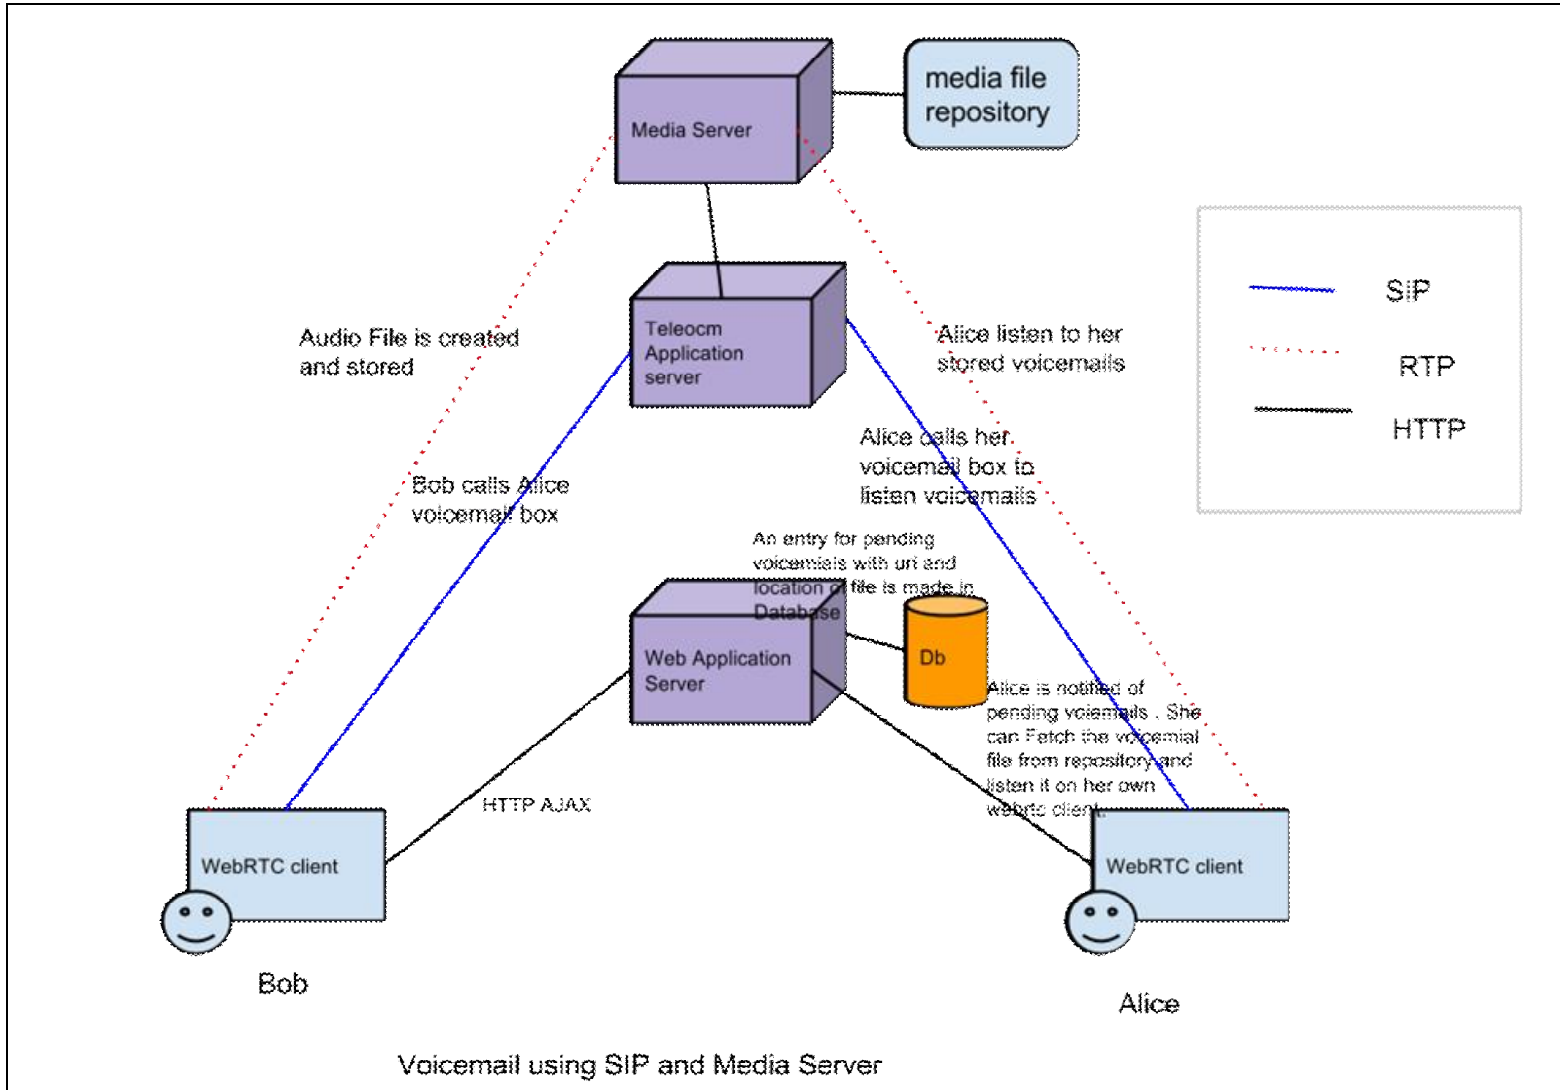 media file
repository
Media Server
SIP
RTP
HTTP
Audio File is created
and stored
Teleocm
Application
server
Alice listen to her
stored voicemails
Bob calls Alice
voicemail box
Alice calls her
voicemail box to
listen voicemails
An entry for pending
voicemials with uri and
location of file is made in
Database
Web Application
Server
Db
Alice is notified of
pending voiemails . She
can Fetch the voicemial
file from repository and
listen it on her own
webrtc client.
HTTP AJAX
WebRTC client
WebRTC client
Bob
Alice
Voicemail using SIP and Media Server